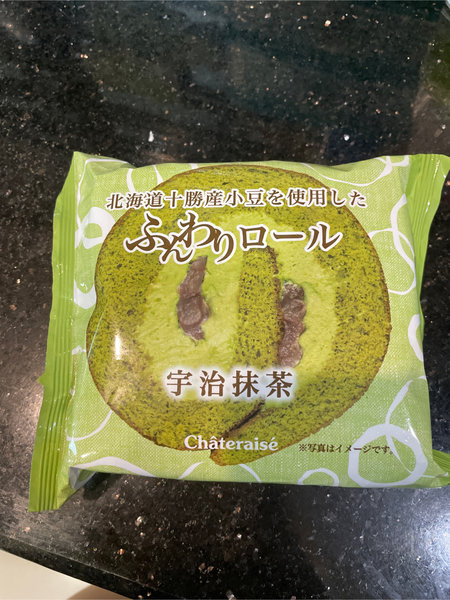 北海道十勝産小豆を使用した
ふんわりロール
宇治抹茶
Châteraisé
※写真はイメージです。